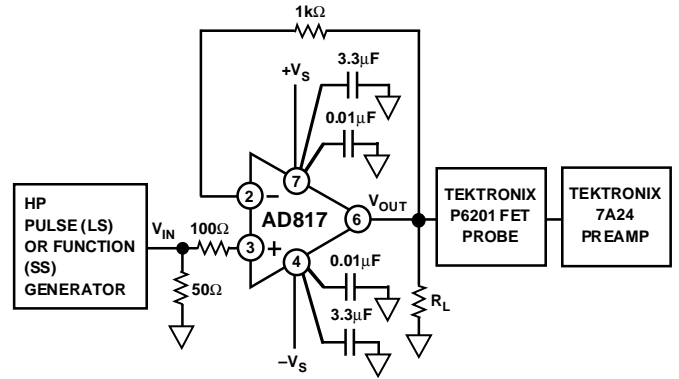 1kΩ
3.3μF
+VS
0.01μF
2
−
7
HP
PULSE (LS)
OR FUNCTION
(SS)
GENERATOR
VIN
100Ω
3
+
AD817
6
VOUT
TEKTRONIX
P6201 FET
PROBE
TEKTRONIX
7A24
PREAMP
4
50Ω
0.01μF
RL
3.3μF
−VS